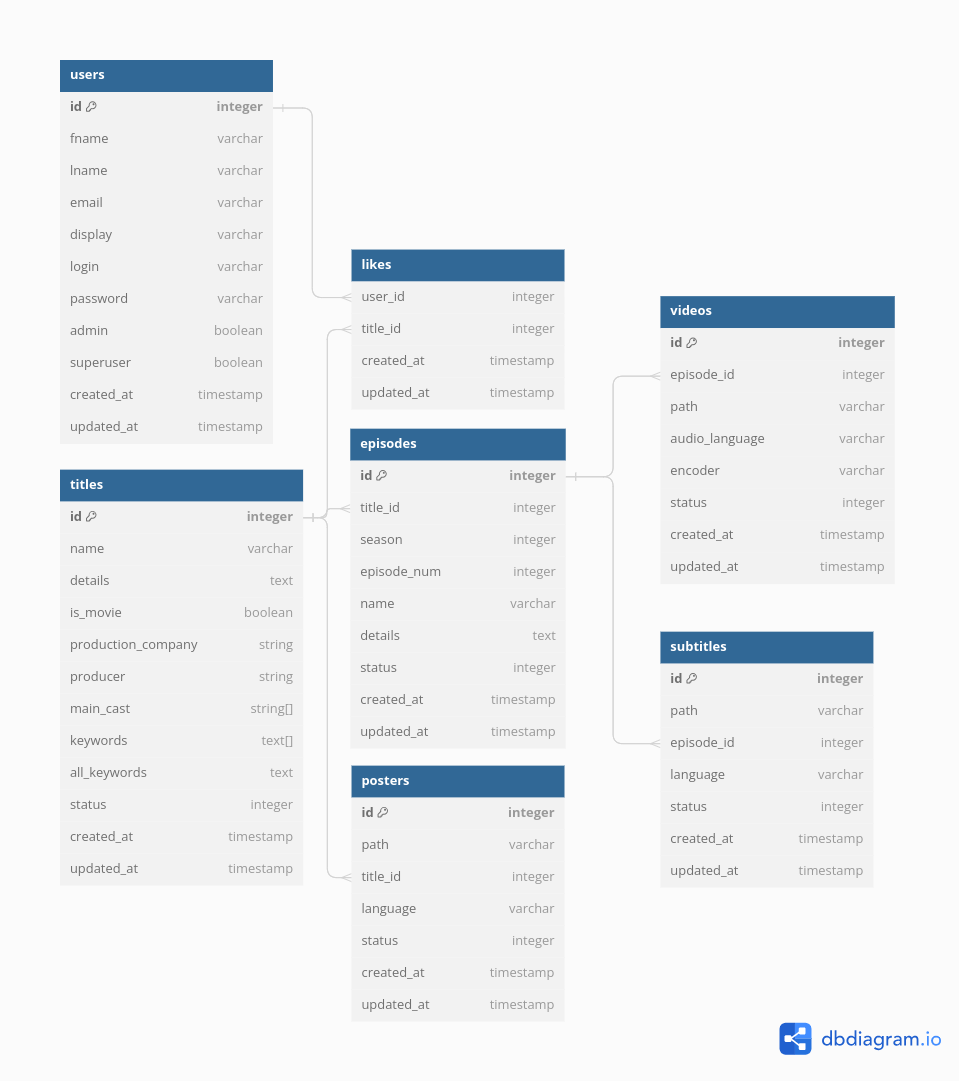 users
id integer
fname varchar
lname varchar
email varchar
display varchar
login varchar
password varchar
admin boolean
superuser boolean
created_at timestamp
updated_at timestamp
titles
id integer
name varchar
details text
is_movie boolean
production_company string
producer string
main_cast string[]
keywords text[]
all_keywords text
status integer
created_at timestamp
updated_at timestamp
likes
user_id integer
title_id integer
created_at timestamp
updated_at timestamp
episodes
id integer
title_id integer
season integer
episode_num integer
name varchar
details text
status integer
created_at timestamp
updated_at timestamp
posters
id integer
path varchar
title_id integer
language varchar
status integer
created_at timestamp
updated_at timestamp
videos
id integer
episode_id integer
path varchar
audio_language varchar
encoder varchar
status integer
created_at timestamp
updated_at timestamp
subtitles
id integer
path varchar
episode_id integer
language varchar
status integer
created_at timestamp
updated_at timestamp
dbdiagram.io